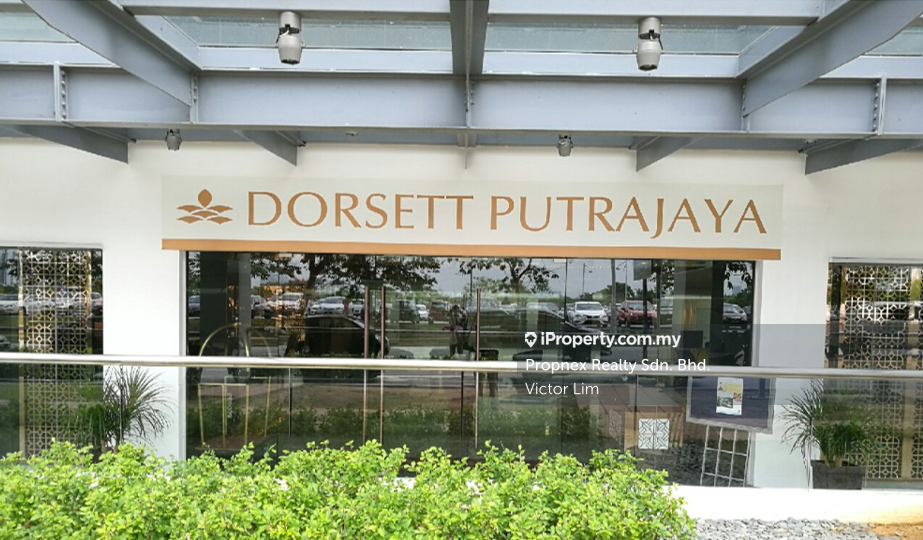 DORSETT PUTRAJAYA
iProperty.com.my
Propnex Realty Sdn. Bhd.
Victor Lim